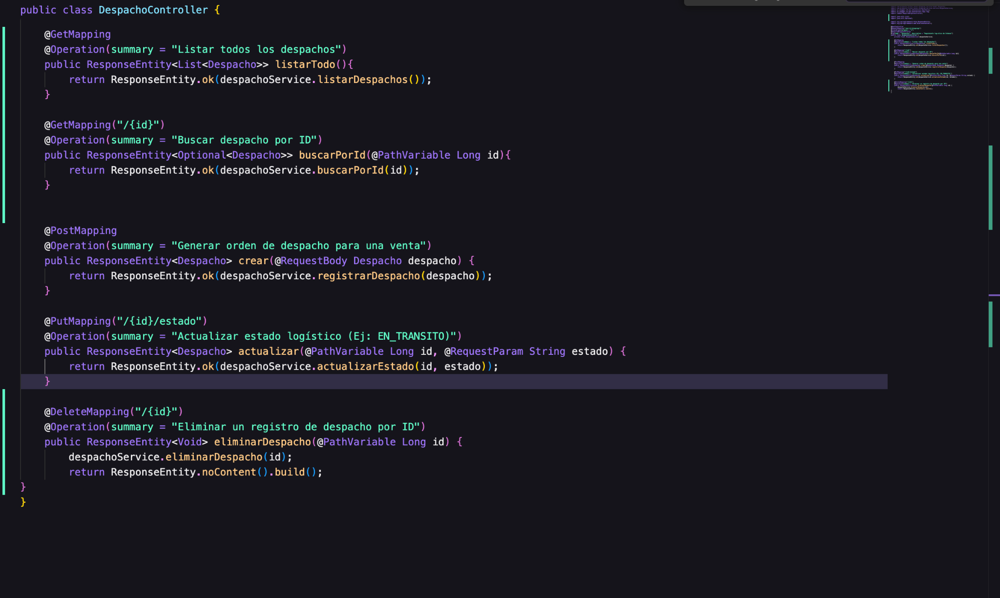 public class DespachoController {
@GetMapping
@Operation(summary = "Listar todos los despachos")
public ResponseEntity<List<Despacho>> listarTodo(){
return ResponseEntity.ok(despachoService.listarDespachos());
}
@GetMapping("/{id}")
@Operation(summary = "Buscar despacho por ID")
public ResponseEntity<Optional<Despacho>> buscarPorId(@PathVariable Long id){
return ResponseEntity.ok(despachoService.buscarPorId(id));
}
@PostMapping
@Operation(summary = "Generar orden de despacho para una venta")
public ResponseEntity<Despacho> crear(@RequestBody Despacho despacho) {
return ResponseEntity.ok(despachoService.registrarDespacho(despacho));
}
@PutMapping("/{id}/estado")
@Operation(summary = "Actualizar estado logístico (Ej: EN_TRANSITO)")
public ResponseEntity<Despacho> actualizar(@PathVariable Long id, @RequestParam String estado) {
return ResponseEntity.ok(despachoService.actualizarEstado(id, estado));
}
@DeleteMapping("/{id}")
@Operation(summary = "Eliminar un registro de despacho por ID")
public ResponseEntity<Void> eliminarDespacho(@PathVariable Long id) {
despachoService.eliminarDespacho(id);
return ResponseEntity.noContent().build();
}
}